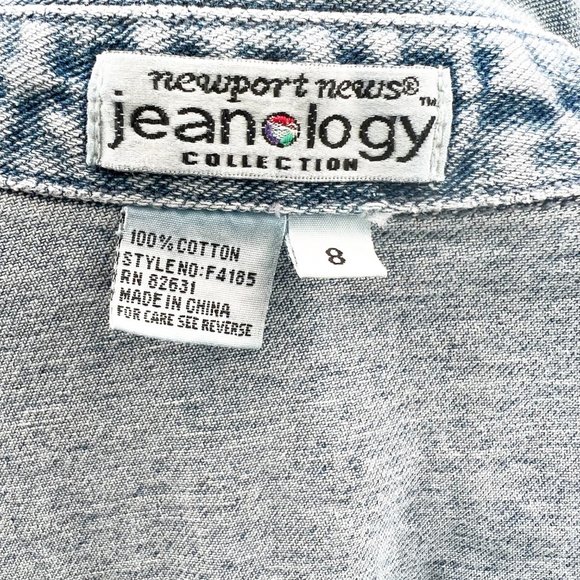 newport news®
jeanology™
COLLECTION
100% COTTON
STYLE NO: F4185
RN 82631
MADE IN CHINA
FOR CARE SEE REVERSE
8